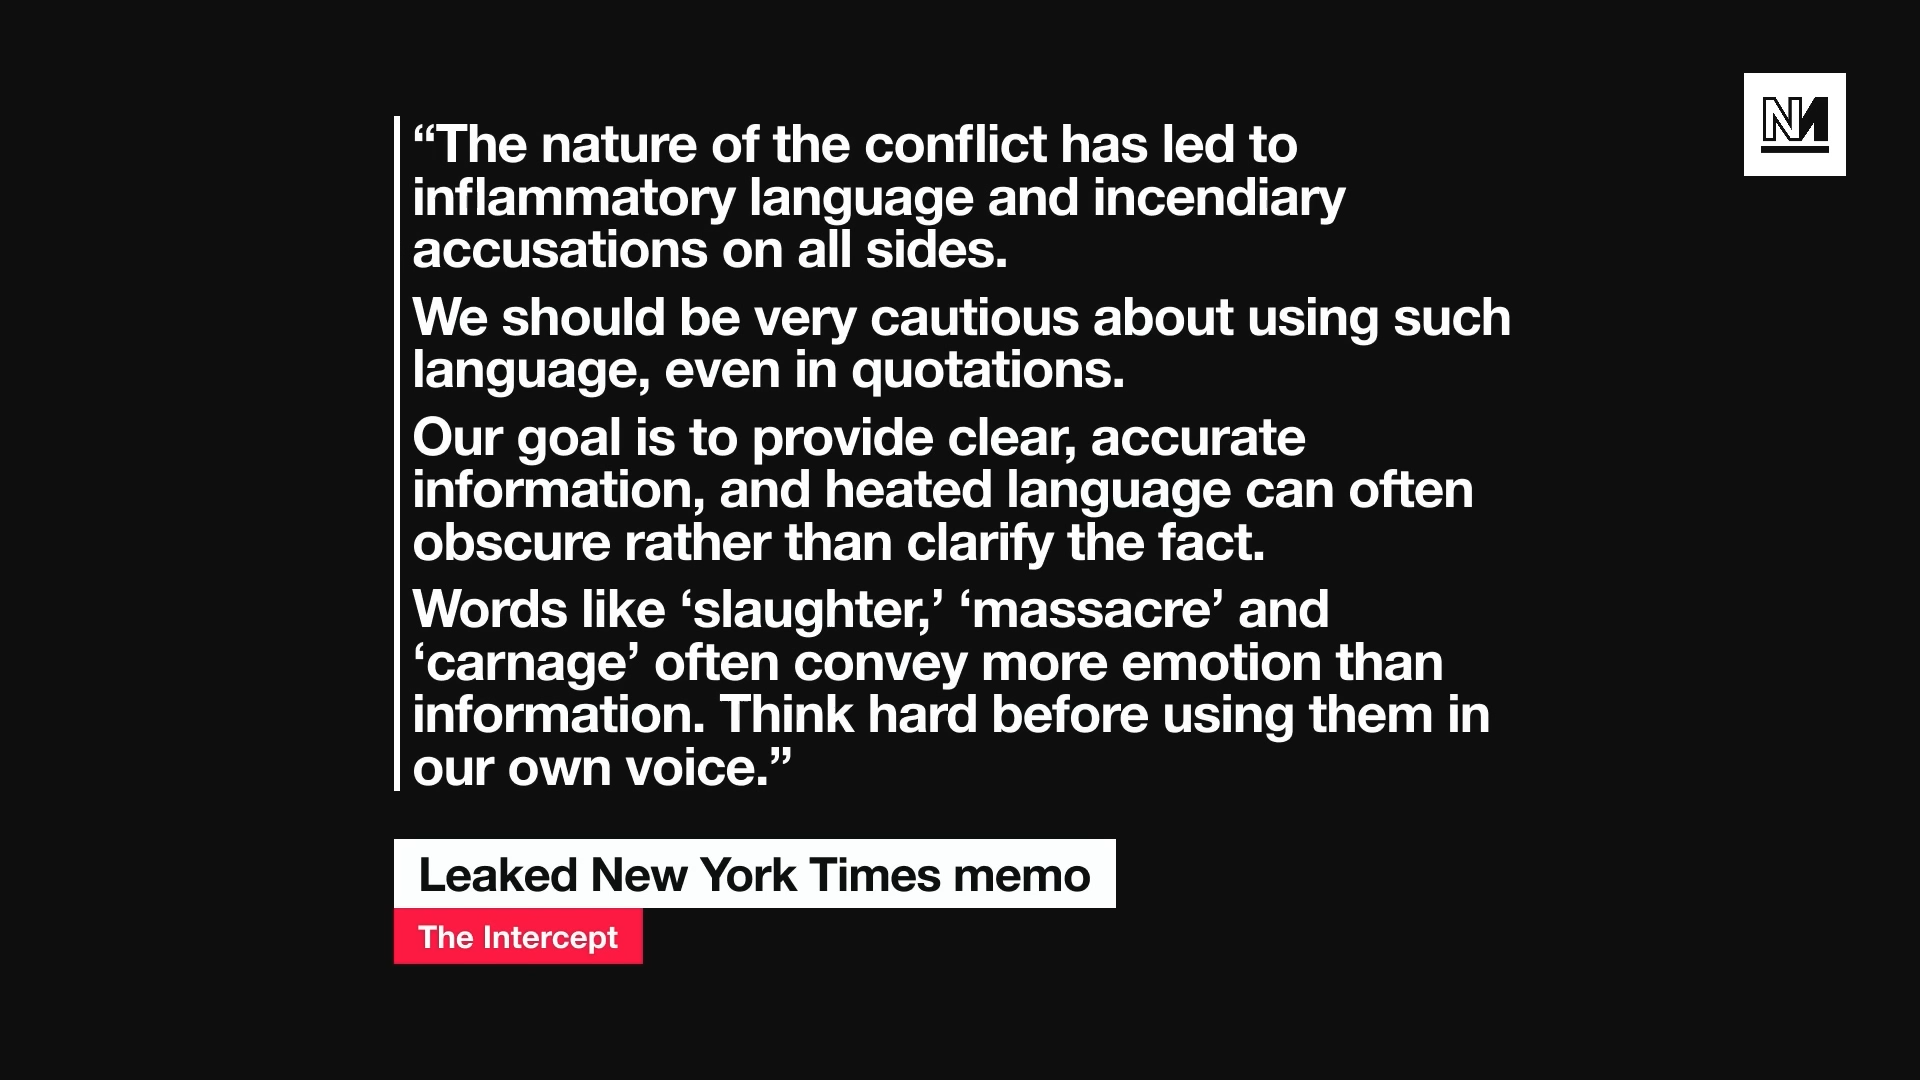 “The nature of the conflict has led to
inflammatory language and incendiary
accusations on all sides.
We should be very cautious about using such
language, even in quotations.
Our goal is to provide clear, accurate
information, and heated language can often
obscure rather than clarify the fact.
Words like ‘slaughter,’ ‘massacre’ and
‘carnage’ often convey more emotion than
information. Think hard before using them in
our own voice.”
Leaked New York Times memo
The Intercept
NM